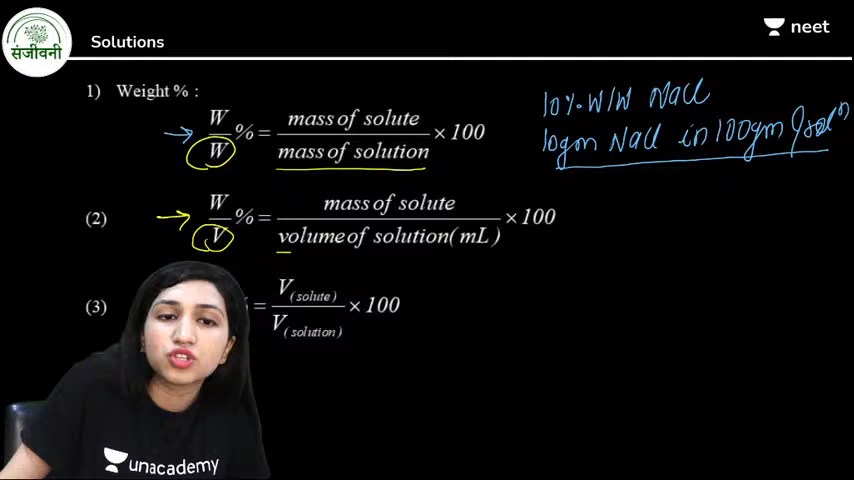 संजीवनी
Solutions
neet
1) Weight % :
W/W % = mass of solute / mass of solution × 100
10% W/W NaCl
10gm NaCl in 100gm of soln
(2) W/V % = mass of solute / volume of solution (mL) × 100
(3) % = V(solute) / V(solution) × 100
unacademy